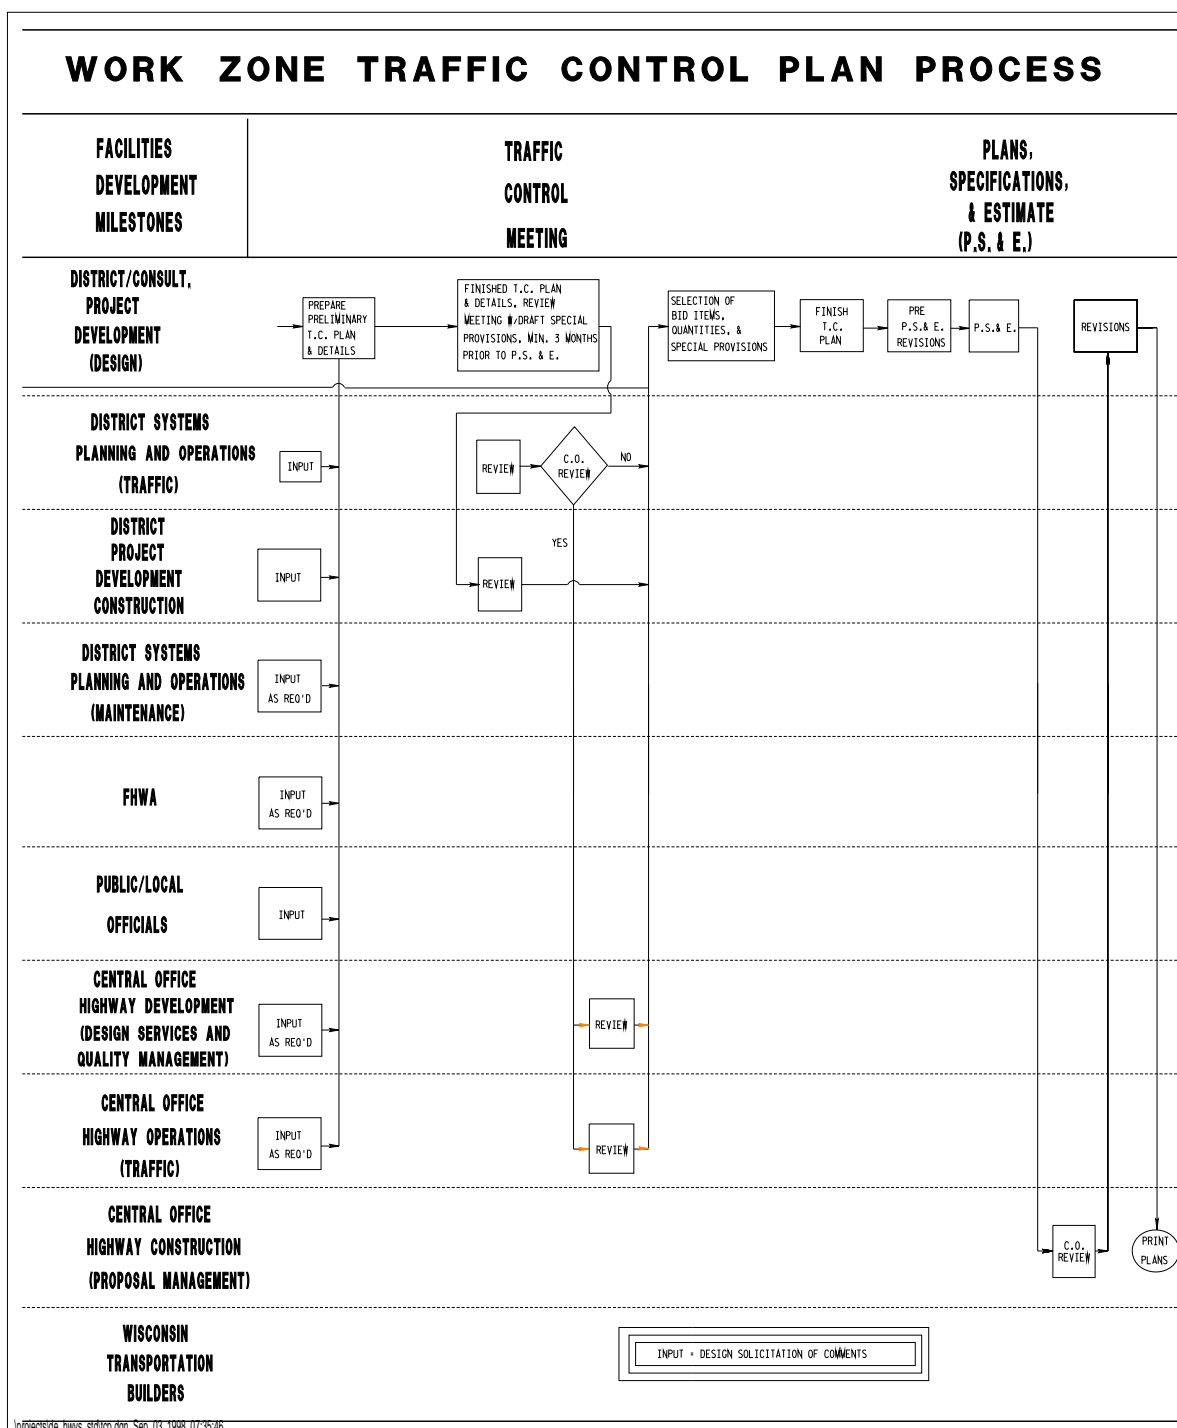 WORK ZONE TRAFFIC CONTROL PLAN PROCESS
FACILITIES
DEVELOPMENT
MILESTONES
TRAFFIC
CONTROL
MEETING
PLANS,
SPECIFICATIONS,
& ESTIMATE
(P.S. & E.)
DISTRICT/CONSULT.
PROJECT
DEVELOPMENT
(DESIGN)
PREPARE
PRELIMINARY
T.C. PLAN
& DETAILS
FINISHED T.C. PLAN
& DETAILS, REVIEW
MEETING W/DRAFT SPECIAL
PROVISIONS, MIN. 3 MONTHS
PRIOR TO P.S. & E.
SELECTION OF
BID ITEMS,
QUANTITIES, &
SPECIAL PROVISIONS
FINISH
T.C.
PLAN
PRE
P.S.& E.
REVISIONS
P.S.& E.
REVISIONS
DISTRICT SYSTEMS
PLANNING AND OPERATIONS
(TRAFFIC)
INPUT
REVIEW
C.O.
REVIEW
NO
YES
DISTRICT
PROJECT
DEVELOPMENT
CONSTRUCTION
INPUT
REVIEW
DISTRICT SYSTEMS
PLANNING AND OPERATIONS
(MAINTENANCE)
INPUT
AS REQ'D
FHWA
INPUT
AS REQ'D
PUBLIC/LOCAL
OFFICIALS
INPUT
CENTRAL OFFICE
HIGHWAY DEVELOPMENT
(DESIGN SERVICES AND
QUALITY MANAGEMENT)
INPUT
AS REQ'D
REVIEW
CENTRAL OFFICE
HIGHWAY OPERATIONS
(TRAFFIC)
INPUT
AS REQ'D
REVIEW
CENTRAL OFFICE
HIGHWAY CONSTRUCTION
(PROPOSAL MANAGEMENT)
C.O.
REVIEW
PRINT
PLANS
WISCONSIN
TRANSPORTATION
BUILDERS
INPUT = DESIGN SOLICITATION OF COMMENTS
Sep. 03, 1998 07:35:46